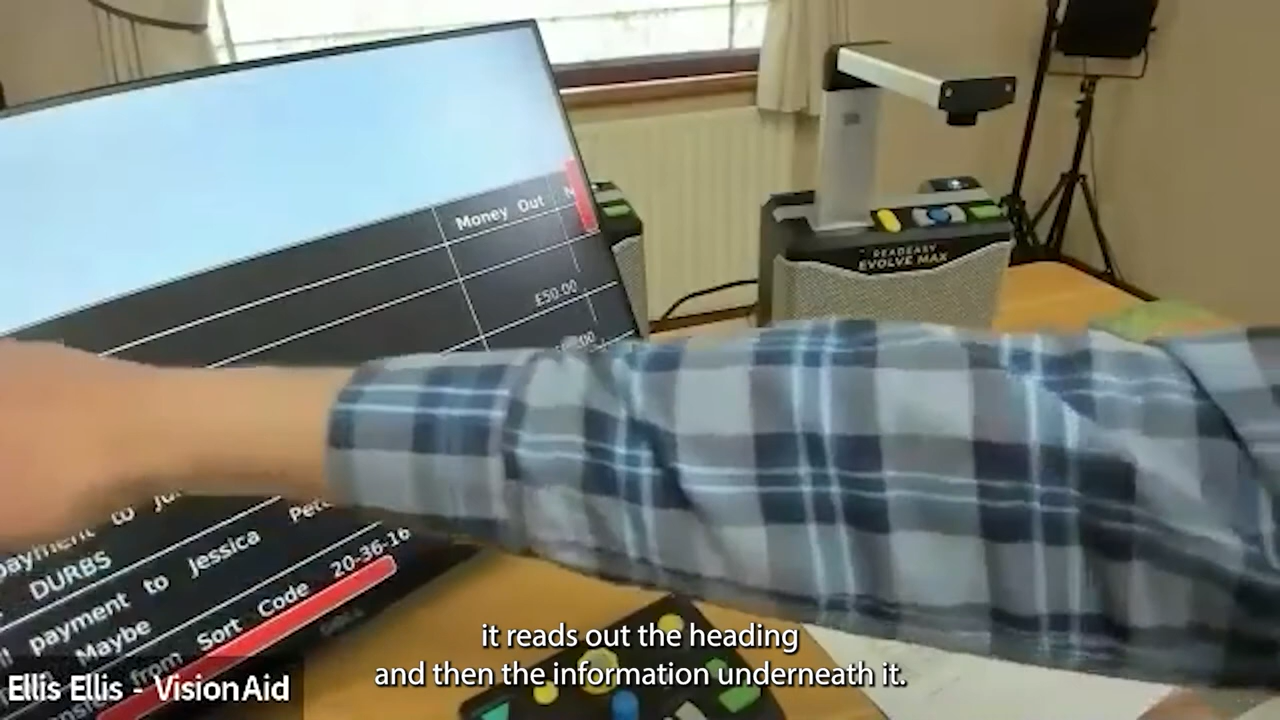 Money Out
£50.00
payment to
DURBS
payment to Jessica
Maybe
from Sort Code 20-36-16
READEASY
EVOLVE MAX
it reads out the heading
and then the information underneath it.
Ellis Ellis - VisionAid